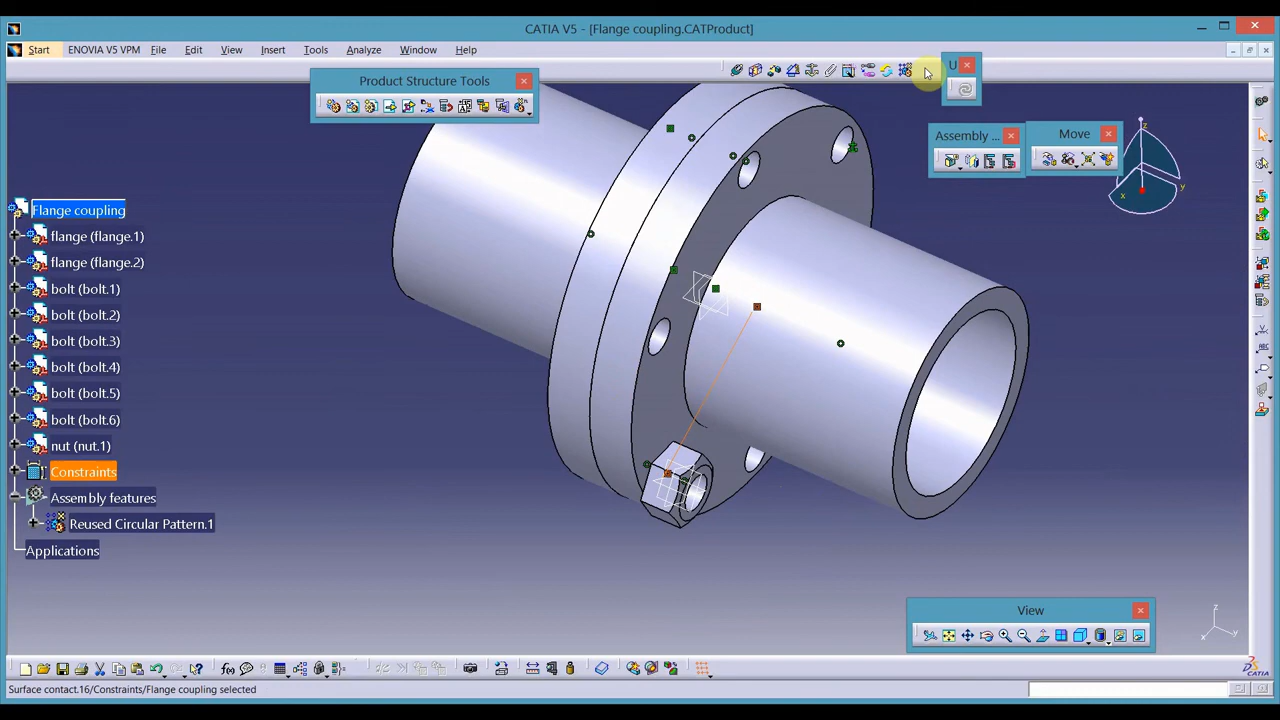 CATIA V5 - [Flange coupling.CATProduct]
Start ENOVIA V5 VPM File Edit View Insert Tools Analyze Window Help
Product Structure Tools
U
Assembly ...
Move
z
y
x
Flange coupling
flange (flange.1)
flange (flange.2)
bolt (bolt.1)
bolt (bolt.2)
bolt (bolt.3)
bolt (bolt.4)
bolt (bolt.5)
bolt (bolt.6)
nut (nut.1)
Constraints
Assembly features
Reused Circular Pattern.1
Applications
View
z
x
y
f(x)
CATIA
Surface contact.16/Constraints/Flange coupling selected